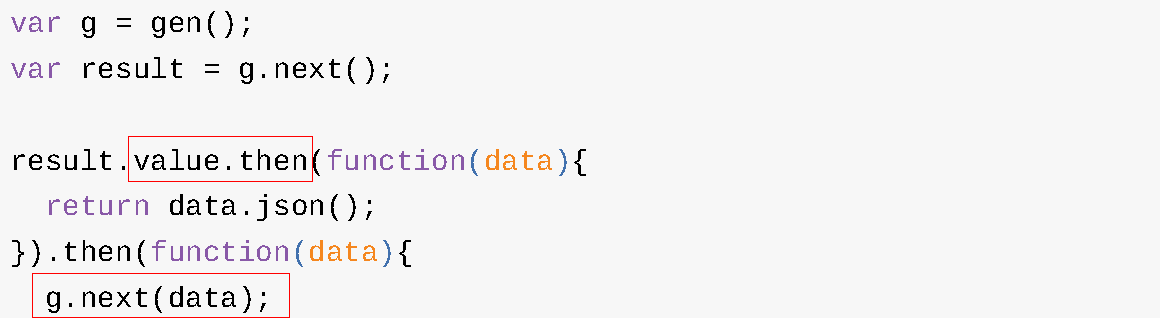 var g = gen();
var result = g.next();
result.value.then(function(data){
  return data.json();
}).then(function(data){
  g.next(data);